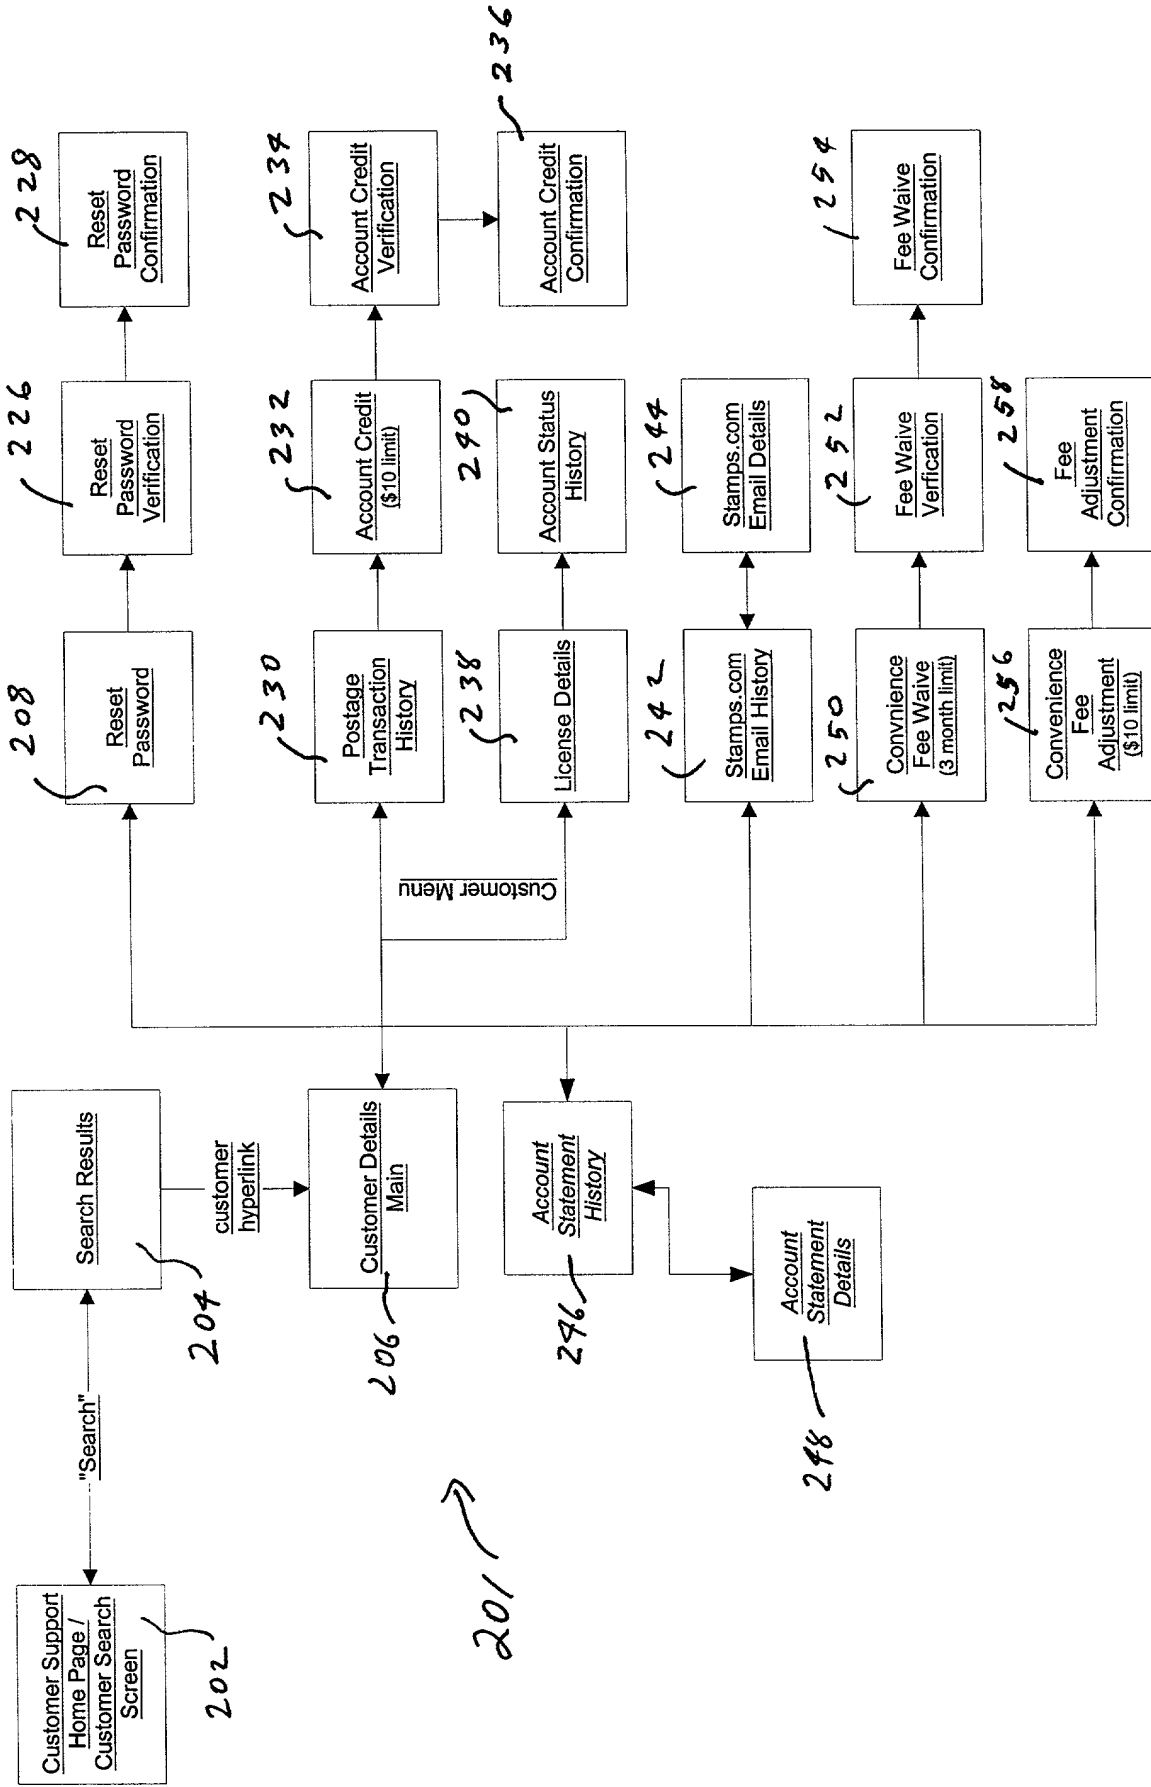 Customer Support
Home Page /
Customer Search
Screen
202
"Search"
Search Results
204
customer
hyperlink
Customer Details
Main
206
Account
Statement
History
246
Account
Statement
Details
248
201
Customer Menu
Reset
Password
208
Reset
Password
Verification
226
Reset
Password
Confirmation
228
Postage
Transaction
History
230
Account Credit
($10 limit)
232
Account Credit
Verification
234
Account Credit
Confirmation
236
License Details
238
Account Status
History
240
Stamps.com
Email History
242
Stamps.com
Email Details
244
Convnience
Fee Waive
(3 month limit)
250
Fee Waive
Verfication
252
Fee Waive
Confirmation
254
Convenience
Fee
Adjustment
($10 limit)
256
Fee
Adjustment
Confirmation
258